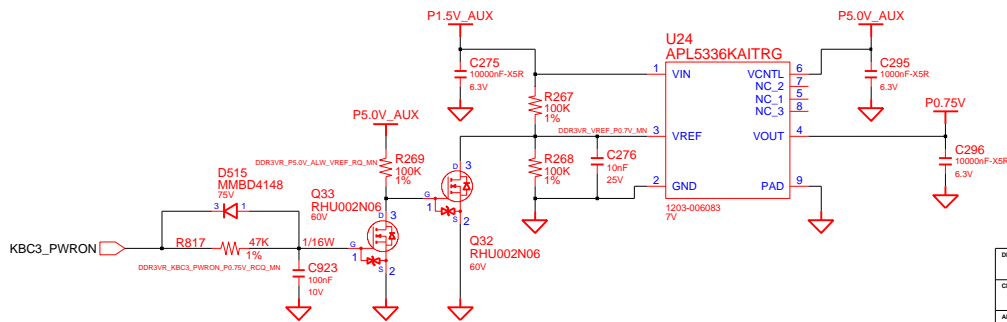 P1.5V_AUX
P5.0V_AUX
U24
APL5336KAITRG
C275
10000nF-X5R
6.3V
1
VIN
VCNTL
6
NC_2
7
NC_1
5
NC_3
8
C295
10000nF-X5R
6.3V
R267
100K
1%
P0.75V
P5.0V_AUX
DDR3VR_VREF_P0.7V_MN
3
VREF
VOUT
4
DDR3VR_P5.0V_ALW_VREF_RQ_MN
R269
100K
1%
D
3
G
1
S
2
R268
100K
1%
C276
10nF
25V
C296
10000nF-X5R
6.3V
2
GND
PAD
9
1203-006083
7V
D515
MMBD4148
75V
3
1
Q33
RHU002N06
60V
D
3
G
1
S
2
Q32
RHU002N06
60V
KBC3_PWRON
R817
47K
1%
1/16W
DDR3VR_KBC3_PWRON_P0.75V_RCQ_MN
C923
100nF
10V